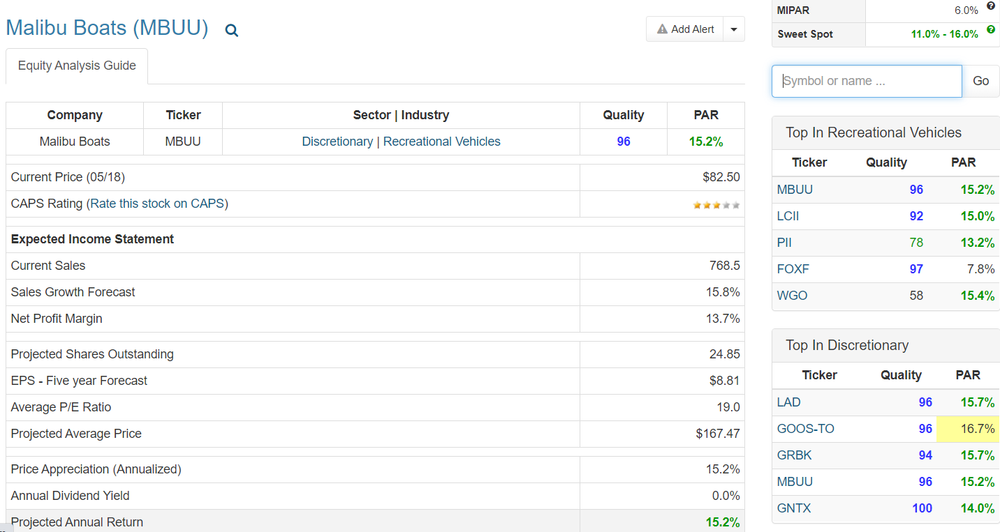 Malibu Boats (MBUU)
Add Alert
Equity Analysis Guide
Company Ticker Sector | Industry Quality PAR
Malibu Boats MBUU Discretionary | Recreational Vehicles 96 15.2%
Current Price (05/18) $82.50
CAPS Rating (Rate this stock on CAPS)
Expected Income Statement
Current Sales 768.5
Sales Growth Forecast 15.8%
Net Profit Margin 13.7%
Projected Shares Outstanding 24.85
EPS - Five year Forecast $8.81
Average P/E Ratio 19.0
Projected Average Price $167.47
Price Appreciation (Annualized) 15.2%
Annual Dividend Yield 0.0%
Projected Annual Return 15.2%
MIPAR 6.0% ?
Sweet Spot 11.0% - 16.0% ?
Symbol or name ... Go
Top In Recreational Vehicles
Ticker Quality PAR
MBUU 96 15.2%
LCII 92 15.0%
PII 78 13.2%
FOXF 97 7.8%
WGO 58 15.4%
Top In Discretionary
Ticker Quality PAR
LAD 96 15.7%
GOOS-TO 96 16.7%
GRBK 94 15.7%
MBUU 96 15.2%
GNTX 100 14.0%